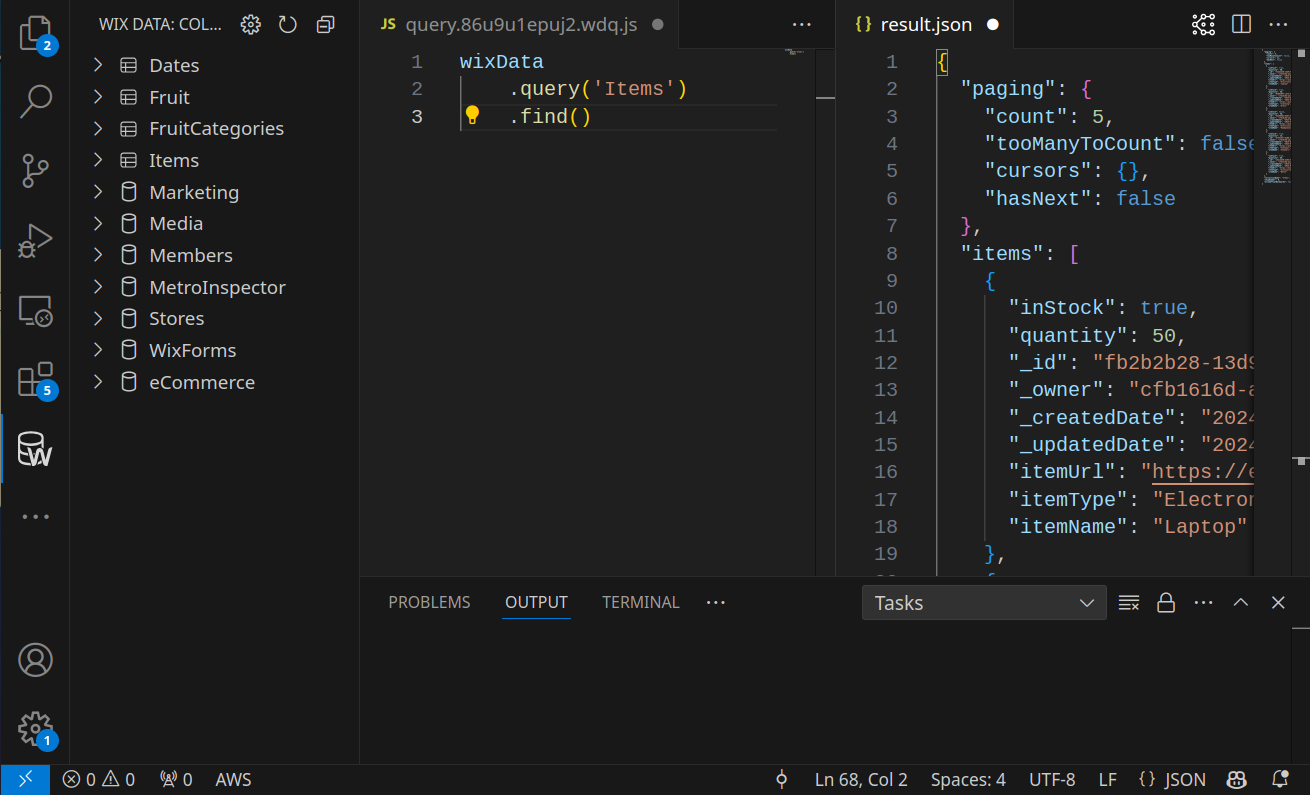 WIX DATA: COL...
2
5
1
Dates
Fruit
FruitCategories
Items
Marketing
Media
Members
MetroInspector
Stores
WixForms
eCommerce
JS query.86u9u1epuj2.wdq.js
1 wixData
2 .query('Items')
3 .find()
{} result.json
1 {
2 "paging": {
3 "count": 5,
4 "tooManyToCount": false
5 "cursors": {},
6 "hasNext": false
7 },
8 "items": [
9 {
10 "inStock": true,
11 "quantity": 50,
12 "_id": "fb2b2b28-13d9
13 "_owner": "cfb1616d-a
14 "_createdDate": "2024
15 "_updatedDate": "2024
16 "itemUrl": "https://e
17 "itemType": "Electron
18 "itemName": "Laptop"
19 },
PROBLEMS OUTPUT TERMINAL ...
Tasks
0 0 0 AWS
Ln 68, Col 2 Spaces: 4 UTF-8 LF {} JSON